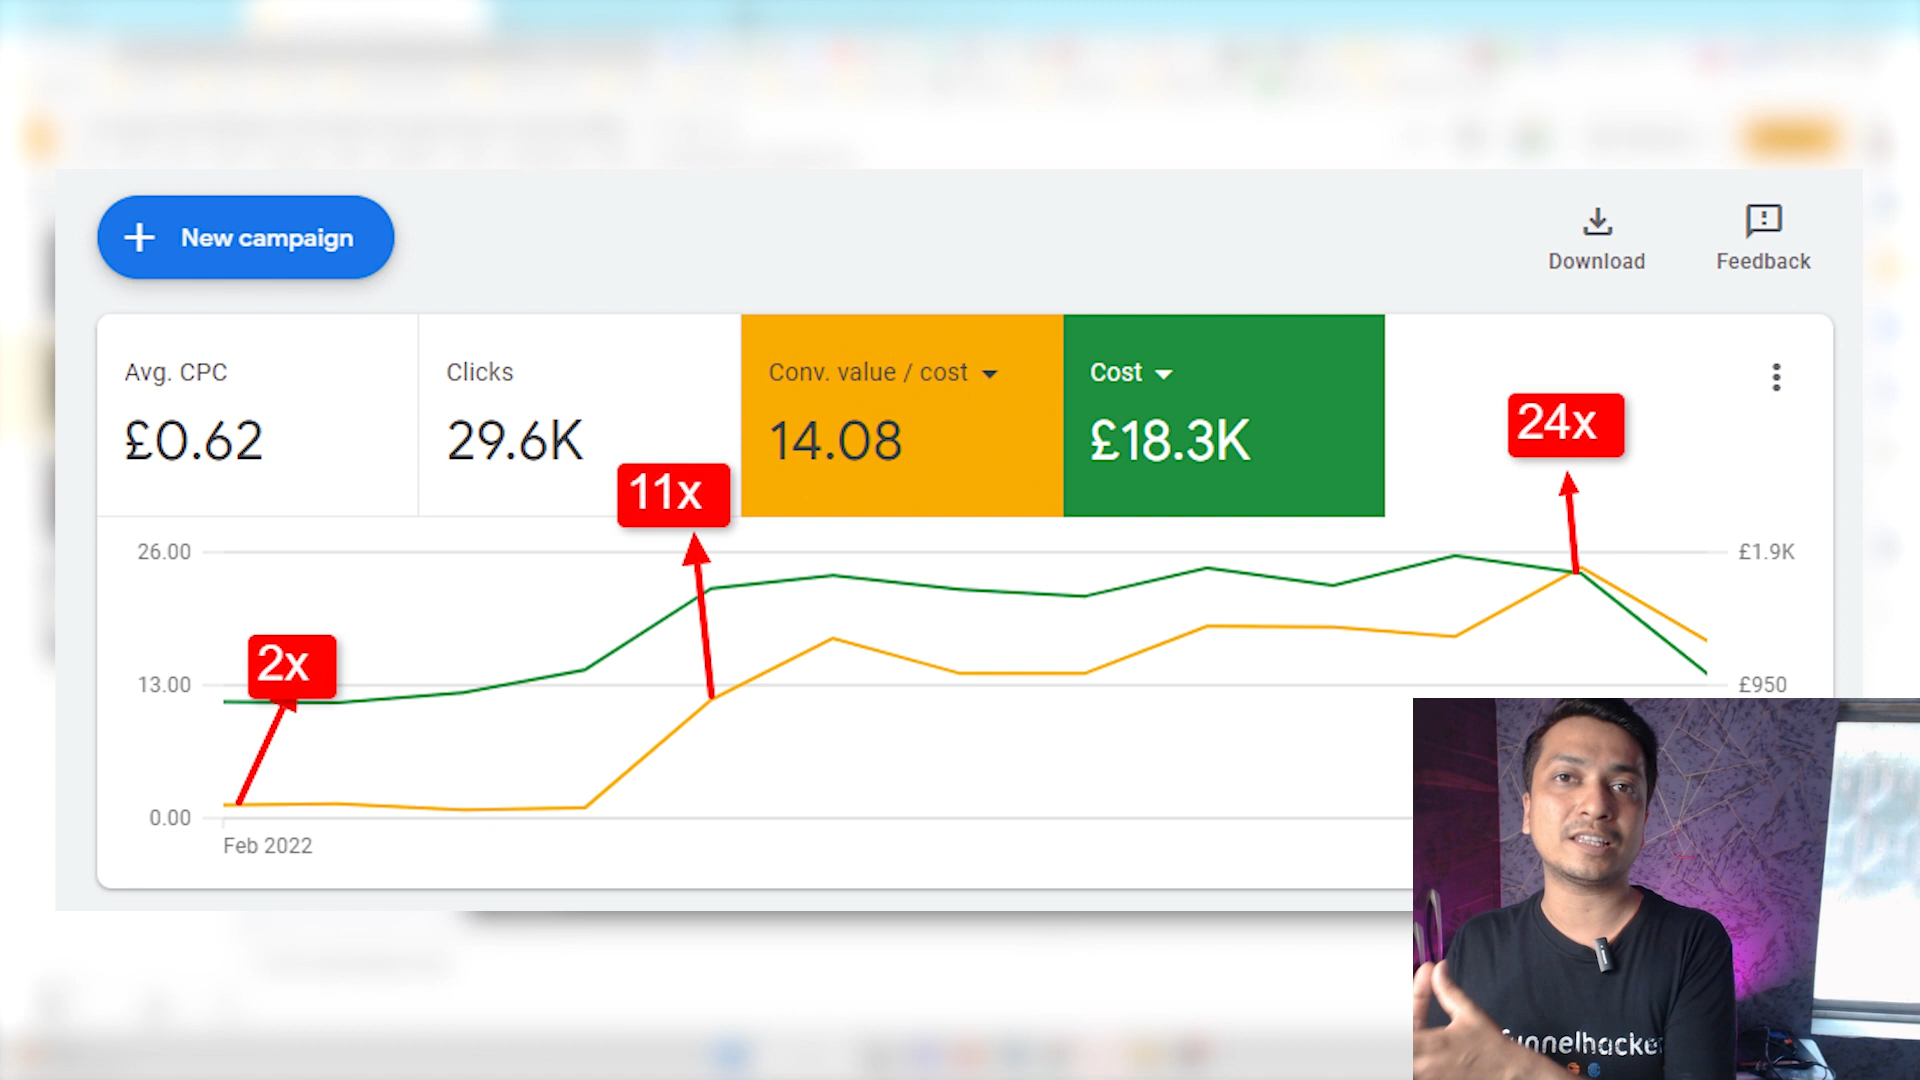 New campaign
Download
Feedback
Avg. CPC
£0.62
Clicks
29.6K
Conv. value / cost
14.08
Cost
£18.3K
24x
11x
2x
26.00
£1.9K
13.00
£950
0.00
Feb 2022
funnelhacker